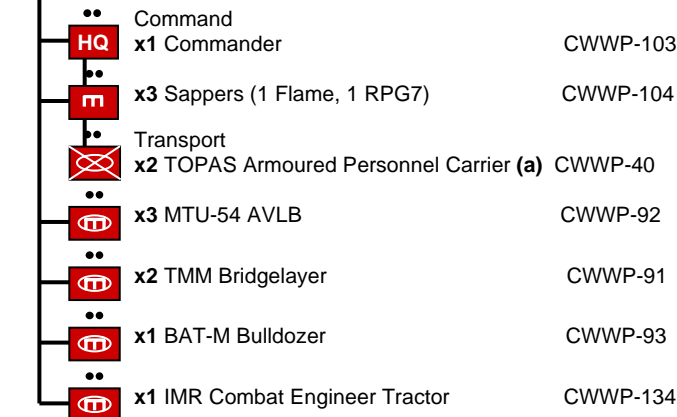 Command
HQ x1 Commander CWWP-103
x3 Sappers (1 Flame, 1 RPG7) CWWP-104
Transport
x2 TOPAS Armoured Personnel Carrier (a) CWWP-40
x3 MTU-54 AVLB CWWP-92
x2 TMM Bridgelayer CWWP-91
x1 BAT-M Bulldozer CWWP-93
x1 IMR Combat Engineer Tractor CWWP-134